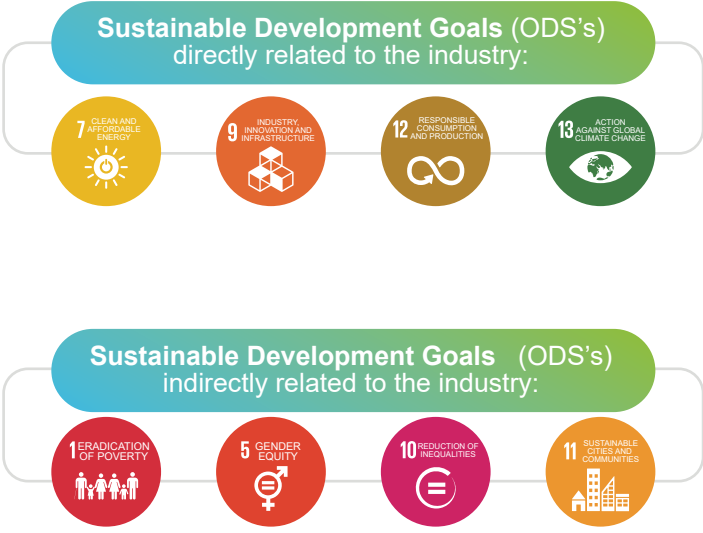 Sustainable Development Goals (ODS's)
directly related to the industry:
7 CLEAN AND
AFFORDABLE
ENERGY
9 INDUSTRY,
INNOVATION AND
INFRASTRUCTURE
12 RESPONSIBLE
CONSUMPTION
AND PRODUCTION
13 ACTION
AGAINST GLOBAL
CLIMATE CHANGE
Sustainable Development Goals (ODS's)
indirectly related to the industry:
1 ERADICATION
OF POVERTY
5 GENDER
EQUITY
10 REDUCTION OF
INEQUALITIES
11 SUSTAINABLE
CITIES AND
COMMUNITIES